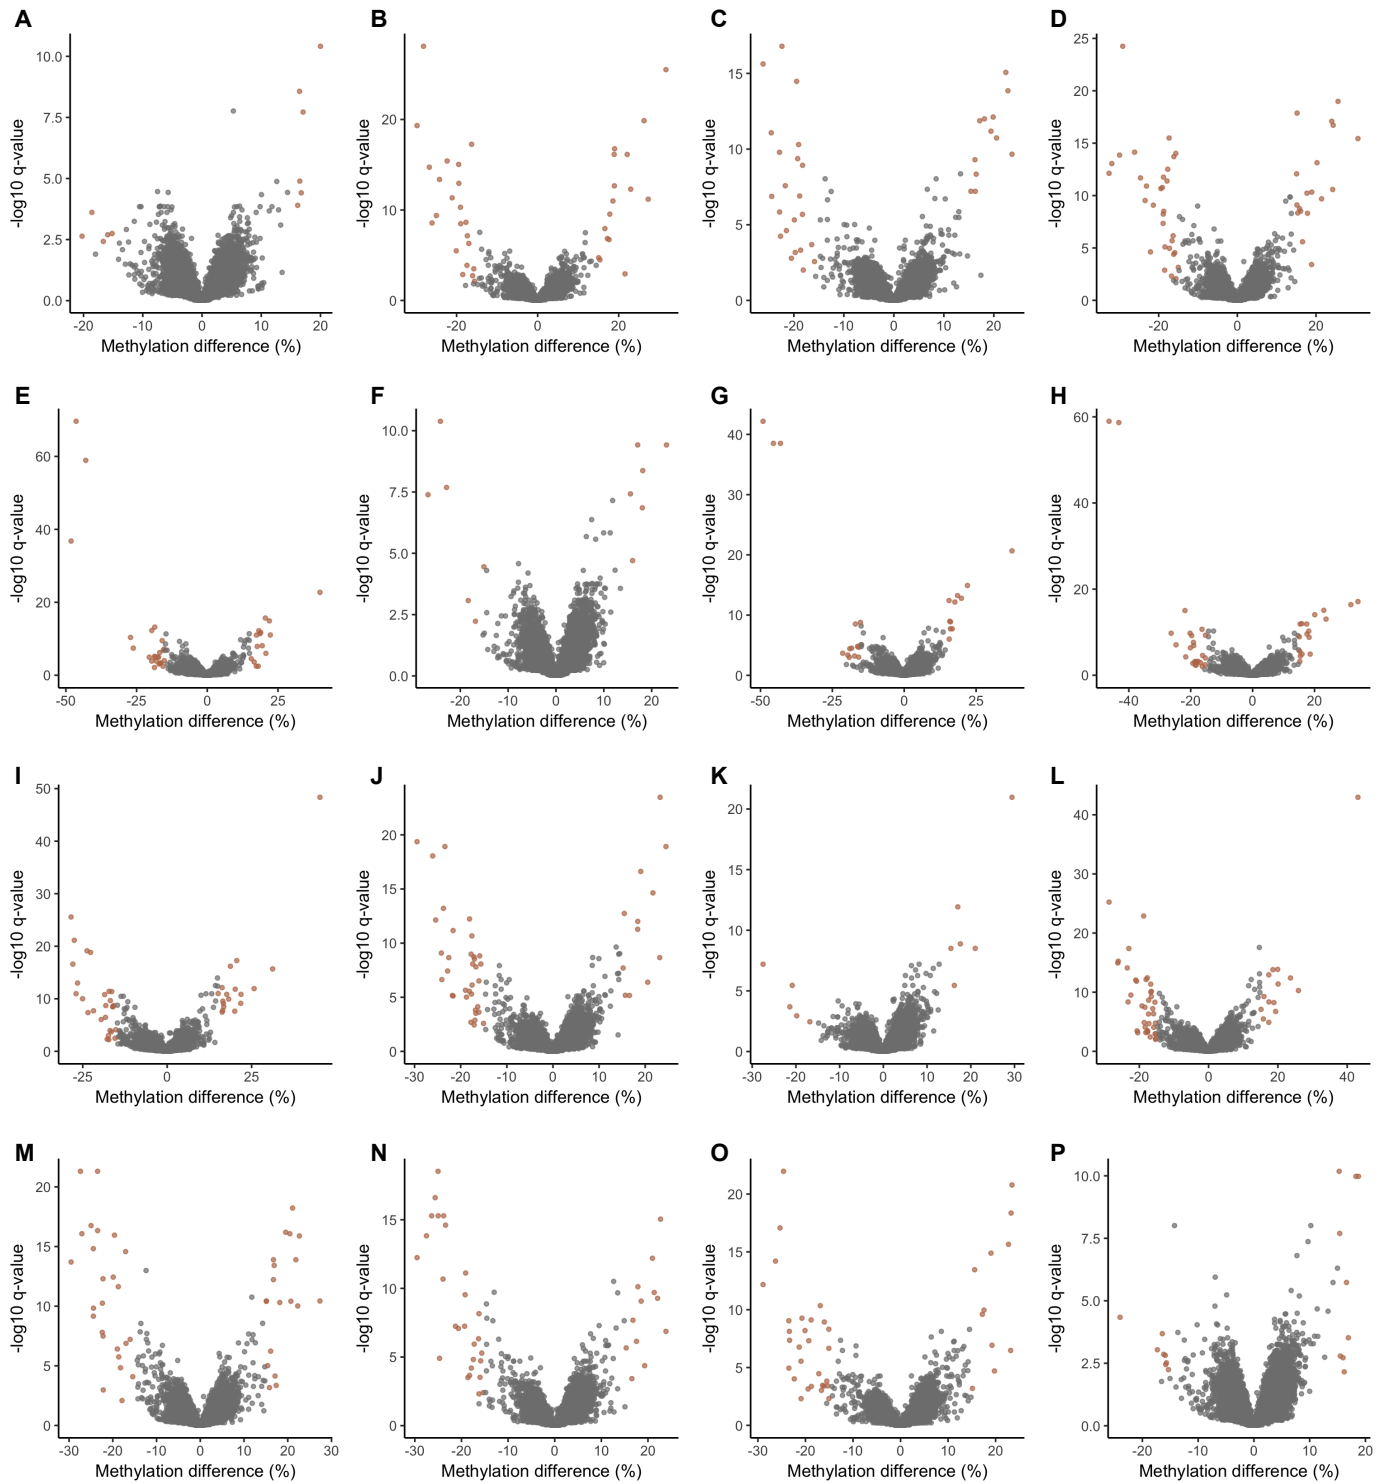 A B C D
10.0
7.5
5.0
2.5
0.0
-20 -10 0 10 20
-log10 q-value
Methylation difference (%)
20
10
0
-20 0 20
-log10 q-value
Methylation difference (%)
15
10
5
0
-20 -10 0 10 20
-log10 q-value
Methylation difference (%)
25
20
15
10
5
0
-20 0 20
-log10 q-value
Methylation difference (%)
E F G H
60
40
20
0
-50 -25 0 25
-log10 q-value
Methylation difference (%)
10.0
7.5
5.0
2.5
0.0
-20 -10 0 10 20
-log10 q-value
Methylation difference (%)
40
30
20
10
0
-50 -25 0 25
-log10 q-value
Methylation difference (%)
60
40
20
0
-40 -20 0 20
-log10 q-value
Methylation difference (%)
I J K L
50
40
30
20
10
0
-25 0 25
-log10 q-value
Methylation difference (%)
20
15
10
5
0
-30 -20 -10 0 10 20
-log10 q-value
Methylation difference (%)
20
15
10
5
0
-30 -20 -10 0 10 20 30
-log10 q-value
Methylation difference (%)
40
30
20
10
0
-20 0 20 40
-log10 q-value
Methylation difference (%)
M N O P
20
15
10
5
0
-30 -20 -10 0 10 20 30
-log10 q-value
Methylation difference (%)
15
10
5
0
-30 -20 -10 0 10 20
-log10 q-value
Methylation difference (%)
20
15
10
5
0
-30 -20 -10 0 10 20
-log10 q-value
Methylation difference (%)
10.0
7.5
5.0
2.5
0.0
-20 -10 0 10 20
-log10 q-value
Methylation difference (%)